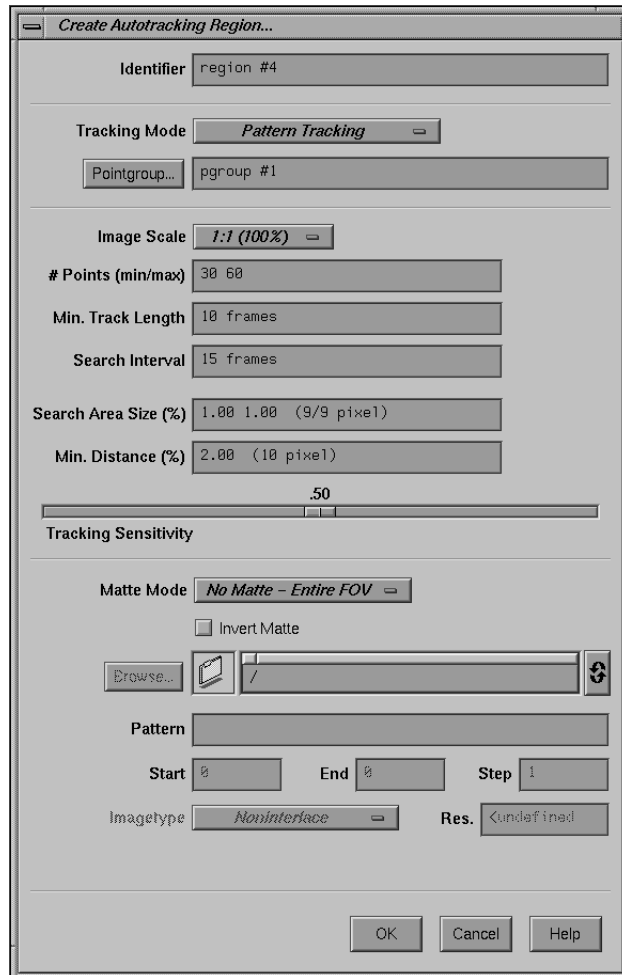 Create Autotracking Region...
Identifier region #4
Tracking Mode Pattern Tracking
Pointgroup... pgroup #1
Image Scale 1:1 (100%)
# Points (min/max) 30 60
Min. Track Length 10 frames
Search Interval 15 frames
Search Area Size (%) 1.00 1.00 (9/9 pixel)
Min. Distance (%) 2.00 (10 pixel)
.50
Tracking Sensitivity
Matte Mode No Matte – Entire FOV
Invert Matte
Browse... /
Pattern
Start 0 End 0 Step 1
Imagetype Noninterlace Res. <undefined
OK Cancel Help